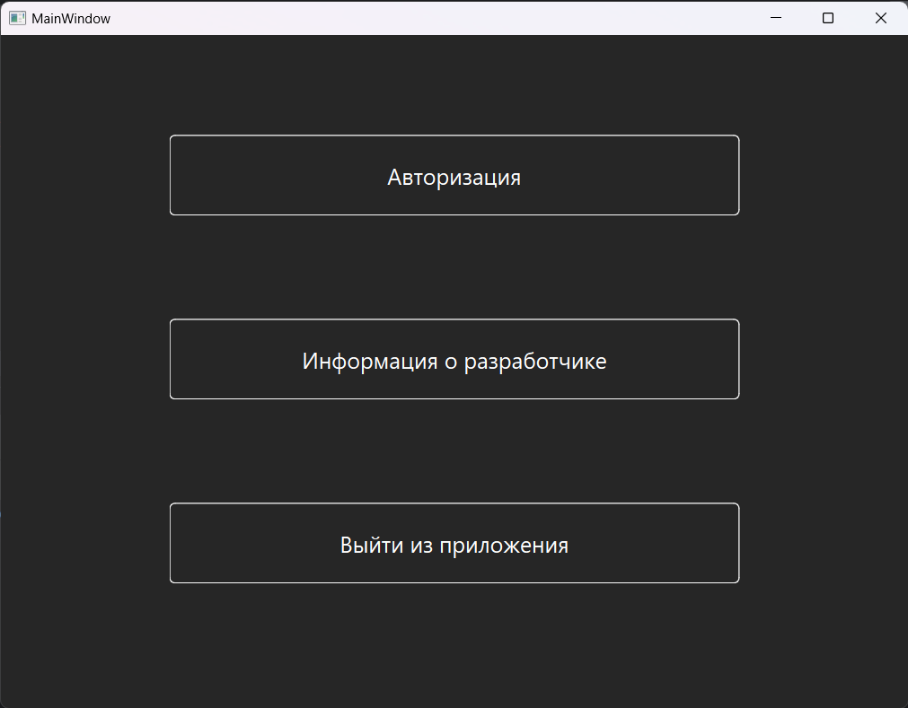 MainWindow
Авторизация
Информация о разработчике
Выйти из приложения